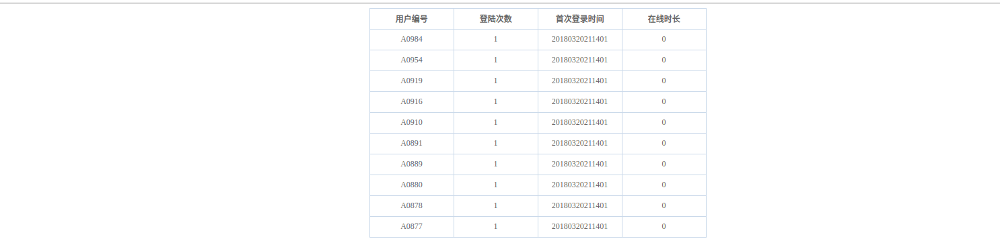 用户编号 登陆次数 首次登录时间 在线时长
A0984 1 20180320211401 0
A0954 1 20180320211401 0
A0919 1 20180320211401 0
A0916 1 20180320211401 0
A0910 1 20180320211401 0
A0891 1 20180320211401 0
A0889 1 20180320211401 0
A0880 1 20180320211401 0
A0878 1 20180320211401 0
A0877 1 20180320211401 0